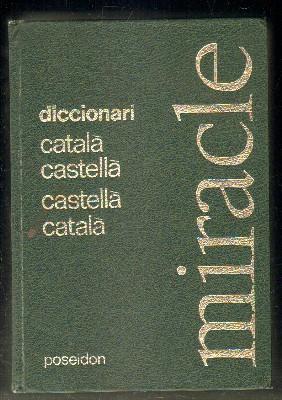 diccionari
català
castellà
castellà
català
miracle
poseidon